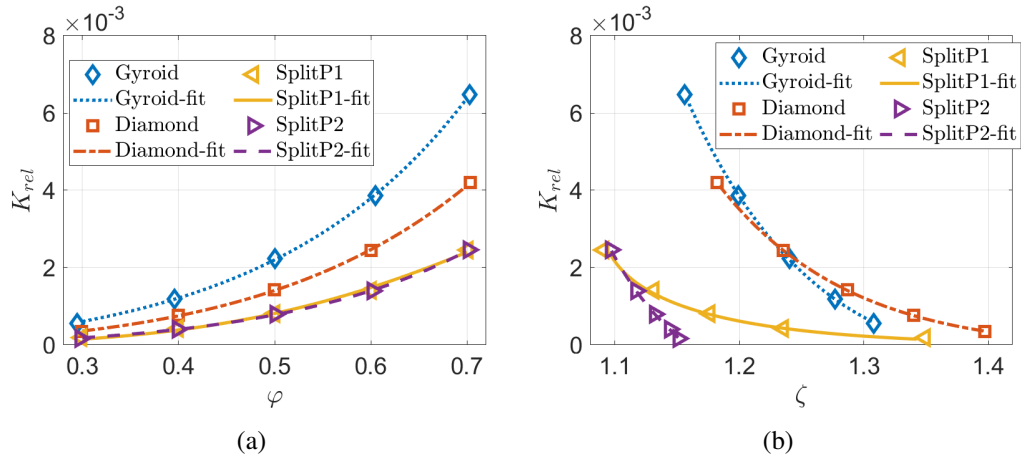 ×10⁻³
8
6
4
2
0
K_rel
Gyroid
Gyroid-fit
Diamond
Diamond-fit
SplitP1
SplitP1-fit
SplitP2
SplitP2-fit
0.3 0.4 0.5 0.6 0.7
φ
(a)
×10⁻³
8
6
4
2
0
K_rel
SplitP1
SplitP1-fit
SplitP2
SplitP2-fit
Gyroid
Gyroid-fit
Diamond
Diamond-fit
1.1 1.2 1.3 1.4
ζ
(b)